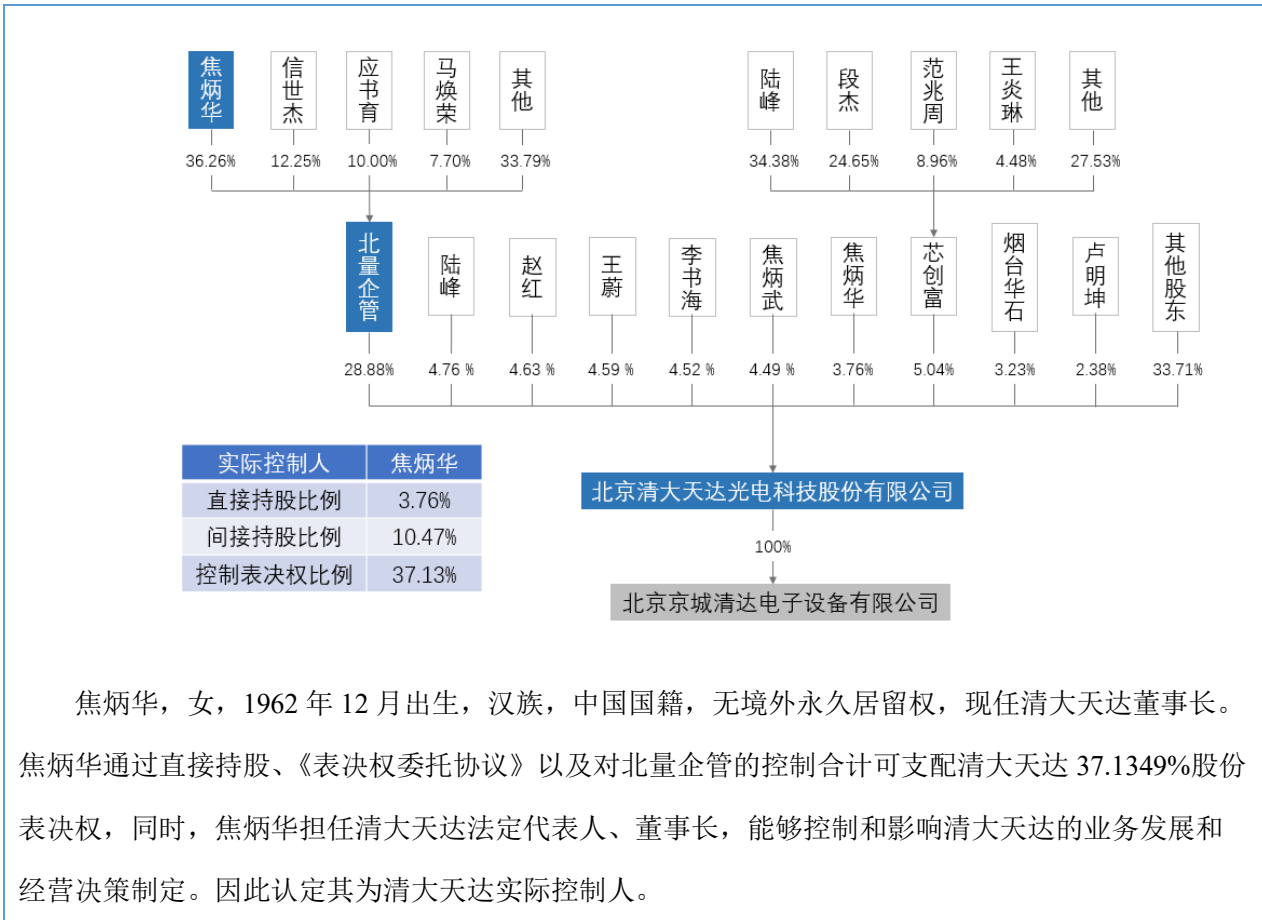 焦炳华 信世杰 应书育 马焕荣 其他 陆峰 段杰 范兆周 王炎琳 其他
36.26% 12.25% 10.00% 7.70% 33.79% 34.38% 24.65% 8.96% 4.48% 27.53%
北量企管 陆峰 赵红 王蔚 李书海 焦炳武 焦炳华 芯创富 烟台华石 卢明坤 其他股东
28.88% 4.76 % 4.63 % 4.59 % 4.52 % 4.49 % 3.76% 5.04% 3.23% 2.38% 33.71%
实际控制人 焦炳华
直接持股比例 3.76%
间接持股比例 10.47%
控制表决权比例 37.13%
北京清大天达光电科技股份有限公司
100%
北京京城清达电子设备有限公司
焦炳华，女，1962 年 12 月出生，汉族，中国国籍，无境外永久居留权，现任清大天达董事长。
焦炳华通过直接持股、《表决权委托协议》以及对北量企管的控制合计可支配清大天达 37.1349%股份
表决权，同时，焦炳华担任清大天达法定代表人、董事长，能够控制和影响清大天达的业务发展和
经营决策制定。因此认定其为清大天达实际控制人。